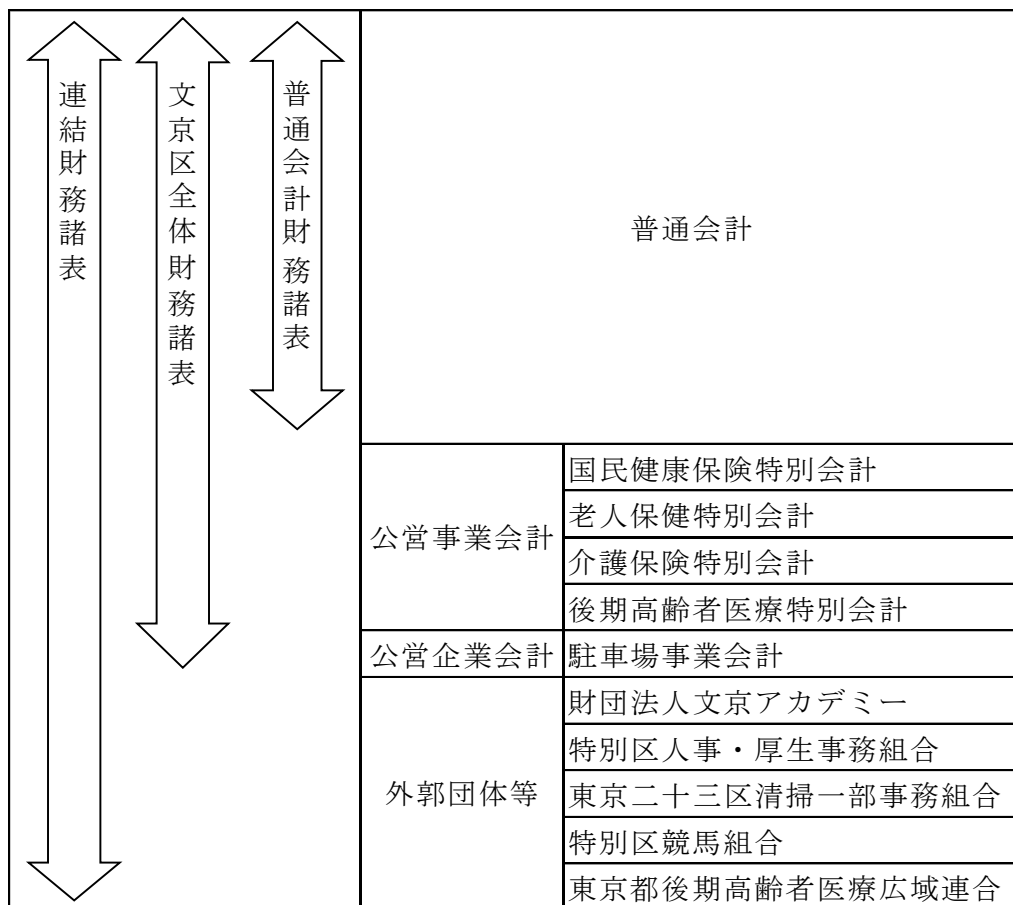 連結財務諸表
文京区全体財務諸表
普通会計財務諸表
普通会計
公営事業会計
国民健康保険特別会計
老人保健特別会計
介護保険特別会計
後期高齢者医療特別会計
公営企業会計
駐車場事業会計
外郭団体等
財団法人文京アカデミー
特別区人事・厚生事務組合
東京二十三区清掃一部事務組合
特別区競馬組合
東京都後期高齢者医療広域連合